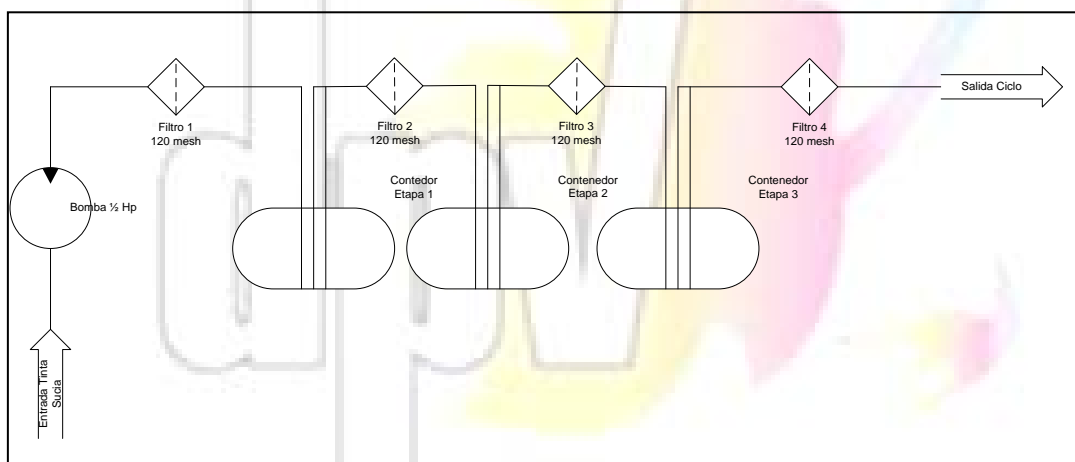 Filtro 1
120 mesh
Filtro 2
120 mesh
Filtro 3
120 mesh
Filtro 4
120 mesh
Salida Ciclo
Contedor
Etapa 1
Contenedor
Etapa 2
Contenedor
Etapa 3
Bomba ½ Hp
Entrada Tinta
Sucia